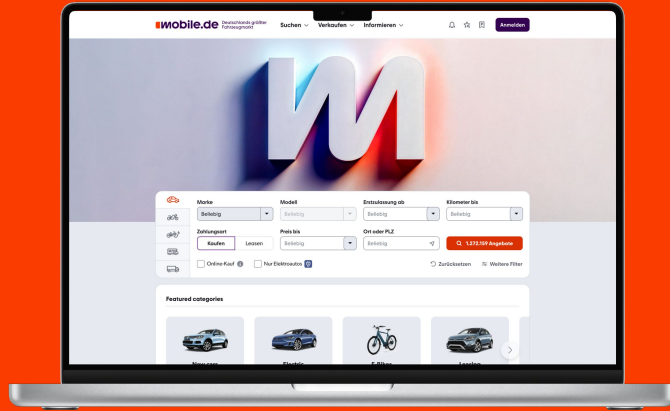 mobile.de Deutschlands größter
Fahrzeugmarkt
Suchen Verkaufen Informieren Anmelden
m
Marke Modell Erstzulassung ab Kilometer bis
Beliebig Beliebig Beliebig Beliebig
Zahlungsart Preis bis Ort oder PLZ
Kaufen Leasen Beliebig Beliebig 1.272.159 Angebote
Online-Kauf Nur Elektroautos Zurücksetzen Weitere Filter
Featured categories
New cars Electric E-Bikes Leasing